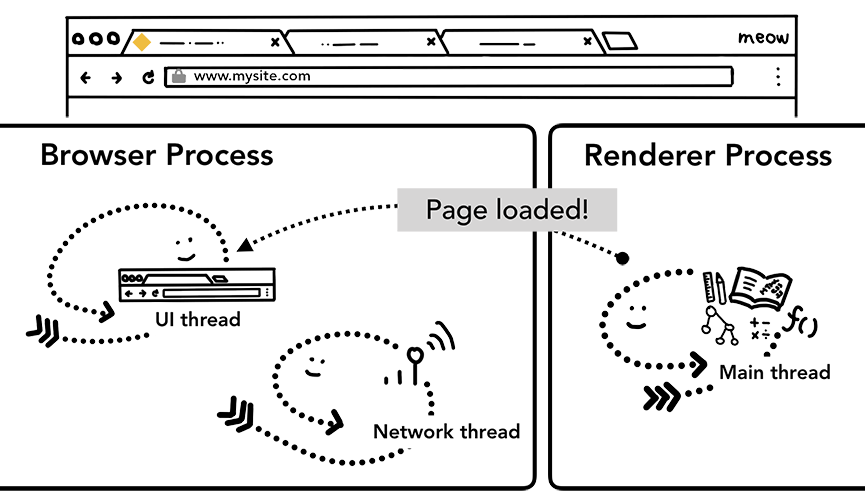 meow
www.mysite.com
Browser Process
Renderer Process
Page loaded!
UI thread
f()
Main thread
Network thread